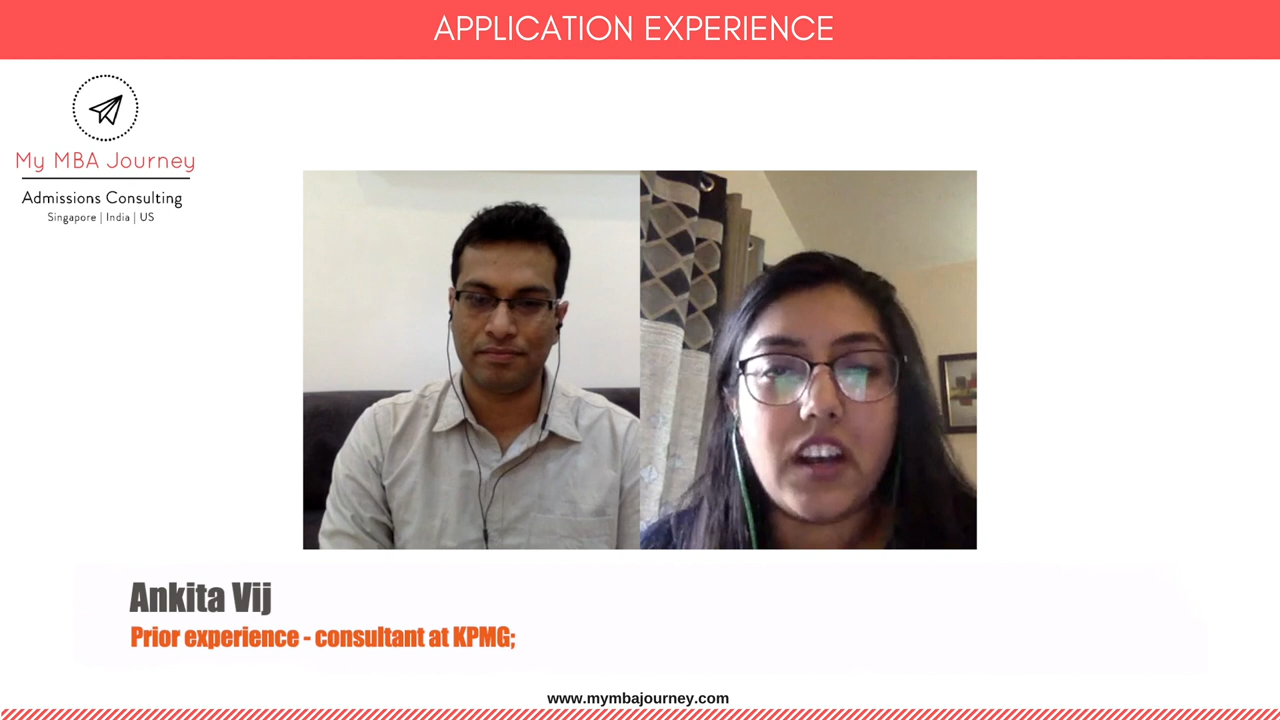 APPLICATION EXPERIENCE
My MBA Journey
Admissions Consulting
Singapore | India | US
Ankita Vij
Prior experience - consultant at KPMG;
www.mymbajourney.com